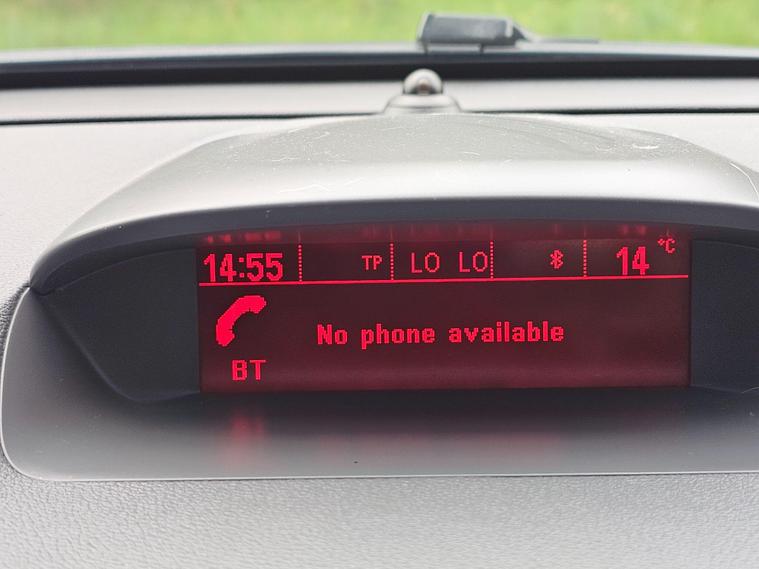 14:55 TP LO LO 14 °C
No phone available
BT